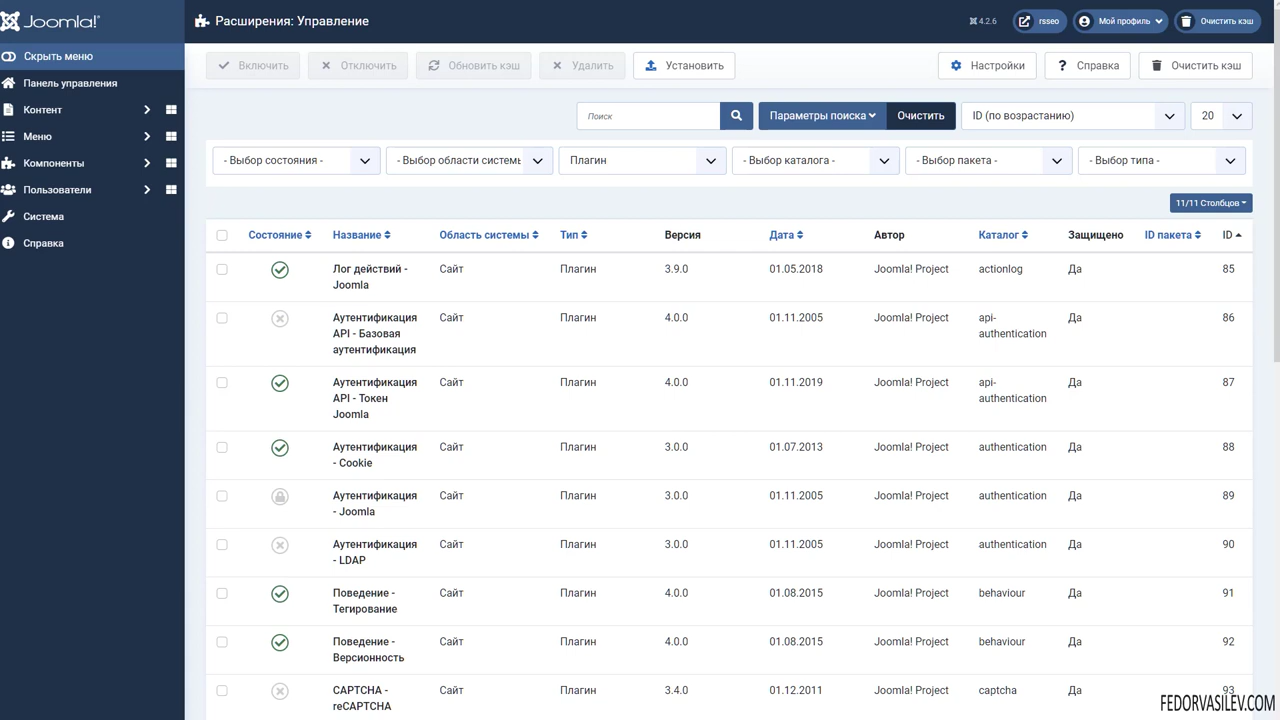 Joomla!
Расширения: Управление
4.2.6
rsseo
Мой профиль
Очистить кэш
Скрыть меню
Панель управления
Контент
Меню
Компоненты
Пользователи
Система
Справка
Включить
Отключить
Обновить кэш
Удалить
Установить
Настройки
Справка
Очистить кэш
Поиск
Параметры поиска
Очистить
ID (по возрастанию)
20
- Выбор состояния -
- Выбор области системы
Плагин
- Выбор каталога -
- Выбор пакета -
- Выбор типа -
11/11 Столбцов
Состояние Название Область системы Тип Версия Дата Автор Каталог Защищено ID пакета ID
Лог действий - Сайт Плагин 3.9.0 01.05.2018 Joomla! Project actionlog Да 85
Joomla
Аутентификация Сайт Плагин 4.0.0 01.11.2005 Joomla! Project api- Да 86
API - Базовая authentication
аутентификация
Аутентификация Сайт Плагин 4.0.0 01.11.2019 Joomla! Project api- Да 87
API - Токен authentication
Joomla
Аутентификация Сайт Плагин 3.0.0 01.07.2013 Joomla! Project authentication Да 88
- Cookie
Аутентификация Сайт Плагин 3.0.0 01.11.2005 Joomla! Project authentication Да 89
- Joomla
Аутентификация Сайт Плагин 3.0.0 01.11.2005 Joomla! Project authentication Да 90
- LDAP
Поведение - Сайт Плагин 4.0.0 01.08.2015 Joomla! Project behaviour Да 91
Тегирование
Поведение - Сайт Плагин 4.0.0 01.08.2015 Joomla! Project behaviour Да 92
Версионность
CAPTCHA - Сайт Плагин 3.4.0 01.12.2011 Joomla! Project captcha Да 93
reCAPTCHA
FEDORVASILEV.COM